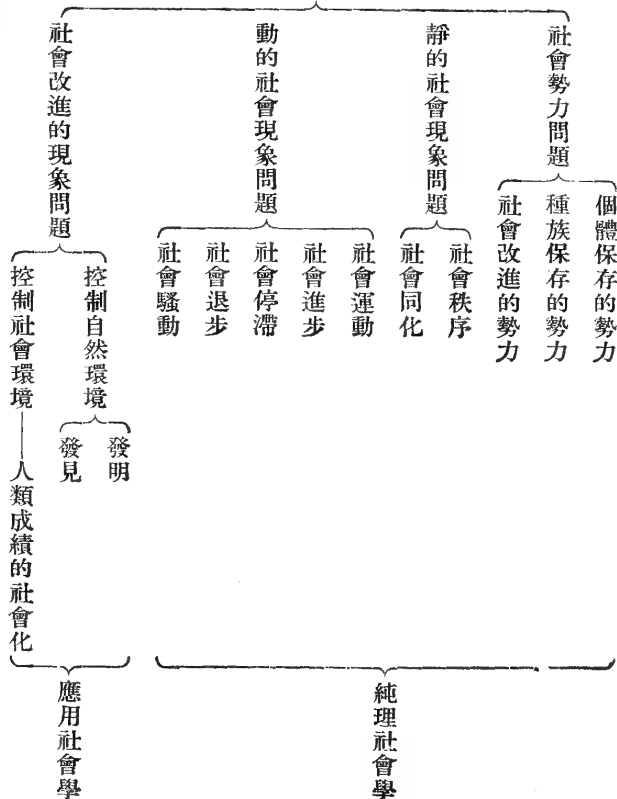 社會勢力問題
個體保存的勢力
種族保存的勢力
社會改進的勢力
靜的社會現象問題
社會秩序
社會同化
動的社會現象問題
社會運動
社會進步
社會停滯
社會退步
社會騷動
社會改進的現象問題
控制自然環境
發明
發見
控制社會環境
人類成績的社會化
純理社會學
應用社會學